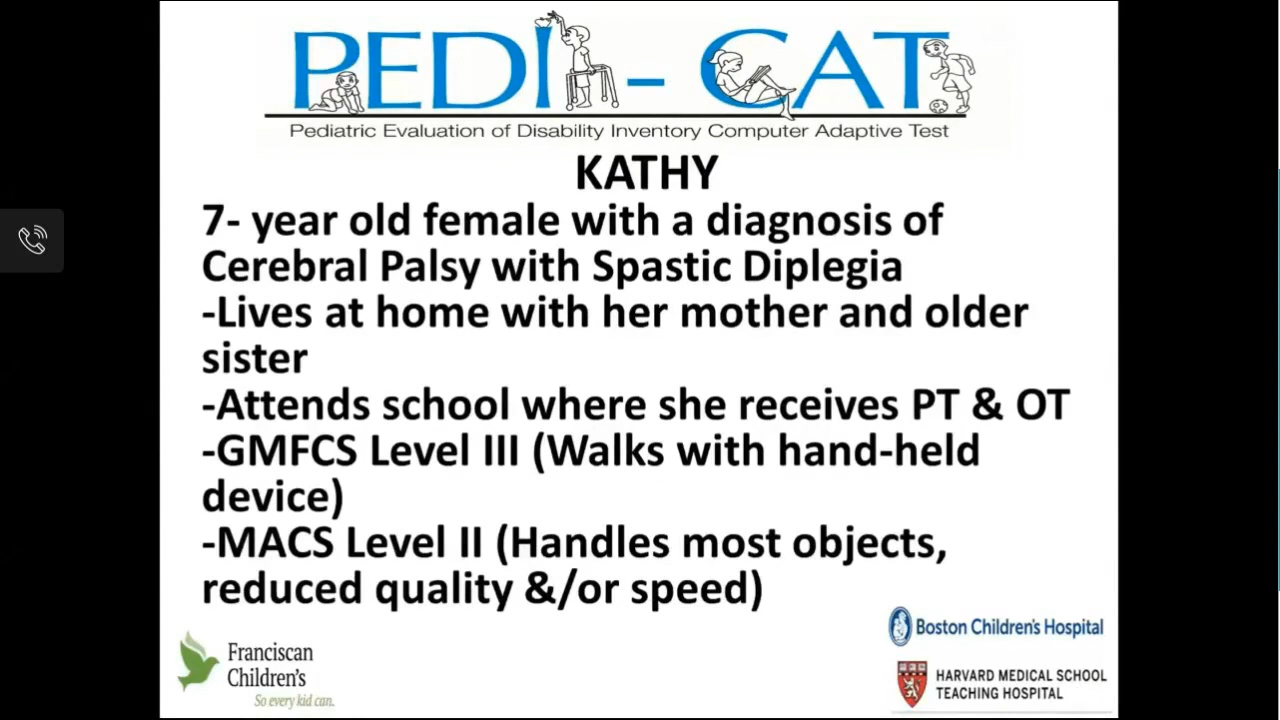 PEDI - CAT
Pediatric Evaluation of Disability Inventory Computer Adaptive Test
KATHY
7- year old female with a diagnosis of
Cerebral Palsy with Spastic Diplegia
-Lives at home with her mother and older
sister
-Attends school where she receives PT & OT
-GMFCS Level III (Walks with hand-held
device)
-MACS Level II (Handles most objects,
reduced quality &/or speed)
Franciscan
Children's
So every kid can.
Boston Children's Hospital
HARVARD MEDICAL SCHOOL
TEACHING HOSPITAL